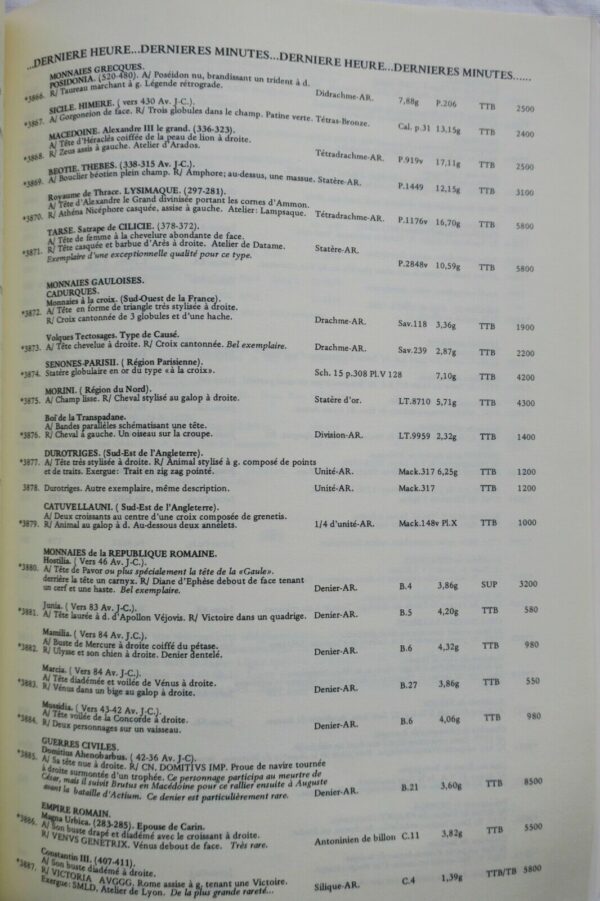 ...DERNIERE HEURE...DERNIERES MINUTES...DERNIERE HEURE...DERNIERES MINUTES......
MONNAIES GRECQUES.
POSIDONIA. (520-480). A/ Poséidon nu, brandissant un trident à d.
*3866. R/ Taureau marchant à g. Légende rétrograde. Didrachme-AR. 7,88g P.206 TTB 2500
SICILE. HIMERE. ( vers 430 Av. J-C.).
*3867. A/ Gorgoneion de face. R/ Trois globules dans le champ. Patine verte. Tétras-Bronze. Cal. p.31 13,15g TTB 2400
MACEDOINE. Alexandre III le grand. (336-323).
A/ Tête d'Héraclès coiffée de la peau de lion à droite.
*3868. R/ Zeus assis à gauche. Atelier d'Arados. Tétradrachme-AR. P.919v 17,11g TTB 2500
BEOTIE. THEBES. (338-315 Av. J-C.).
*3869. A/ Bouclier béotien plein champ. R/ Amphore; au-dessus, une massue. Statère-AR. P.1449 12,15g TTB 3100
Royaume de Thrace. LYSIMAQUE. (297-281).
A/ Tête d'Alexandre le Grand divinisée portant les cornes d'Ammon.
*3870. R/ Athéna Nicéphore casquée, assise à gauche. Atelier: Lampsaque. Tétradrachme-AR. P.1176v 16,70g TTB 5800
TARSE. Satrape de CILICIE. (378-372).
A/ Tête de femme à la chevelure abondante de face.
*3871. R/ Tête casquée et barbue d'Arès à droite. Atelier de Datame. Statère-AR.
Exemplaire d'une exceptionnelle qualité pour ce type. P.2848v 10,59g TTB 5800
MONNAIES GAULOISES.
CADURQUES.
Monnaies à la croix. (Sud-Ouest de la France).
*3872. A/ Tête en forme de triangle très stylisée à droite.
R/ Croix cantonnée de 3 globules et d'une hache. Drachme-AR. Sav.118 3,36g TTB 1900
Volques Tectosages. Type de Causé.
*3873. A/ Tête chevelue à droite. R/ Croix cantonnée. Bel exemplaire. Drachme-AR. Sav.239 2,87g TTB 2200
SENONES-PARISII. ( Région Parisienne).
*3874. Statère globulaire en or du type «à la croix». Sch. 15 p.308 Pl.V 128 7,10g TTB 4200
MORINI. ( Région du Nord).
*3875. A/ Champ lisse. R/ Cheval stylisé au galop à droite. Statère d'or. LT.8710 5,71g TTB 4300
Boï de la Transpadane.
A/ Bandes parallèles schématisant une tête.
*3876. R/ Cheval à gauche. Un oiseau sur la croupe. Division-AR. LT.9959 2,32g TTB 1400
DUROTRIGES. (Sud-Est de l'Angleterre).
*3877. A/ Tête très stylisée à droite. R/ Animal stylisé à g. composé de points
et de traits. Exergue: Trait en zig zag pointé. Unité-AR. Mack.317 6,25g TTB 1200
3878. Durotriges. Autre exemplaire, même description. Unité-AR. Mack.317 TTB 1200
CATUVELLAUNI. ( Sud-Est de l'Angleterre).
A/ Deux croissants au centre d'une croix composée de grenetis.
*3879. R/ Animal au galop à d. Au-dessous deux annelets. 1/4 d'unité-AR. Mack.148v Pl.X TTB 1000
MONNAIES de la REPUBLIQUE ROMAINE.
Hostilia. ( Vers 46 Av. J-C.).
*3880. A/ Tête de Pavor ou plus spécialement la tête de la «Gaule».
derrière la tête un carnyx. R/ Diane d'Ephèse debout de face tenant
un cerf et une haste. Bel exemplaire. Denier-AR. B.4 3,86g SUP 3200
Junia. ( Vers 83 Av. J-C.).
*3881. A/ Tête laurée à d. d'Apollon Véjovis. R/ Victoire dans un quadrige. Denier-AR. B.5 4,20g TTB 580
Mamilia. ( Vers 84 Av. J.C.).
A/ Buste de Mercure à droite coiffé du pétase.
*3882. R/ Ulysse et son chien à droite. Denier dentelé. Denier-AR. B.6 4,32g TTB 980
Marcia. ( Vers 84 Av. J-C.).
A/ Tête diadémée et voilée de Vénus à droite.
*3883. R/ Vénus dans un bige au galop à droite. Denier-AR. B.27 3,86g TTB 550
Mussidia. ( Vers 43-42 Av. J-C.).
A/ Tête voilée de la Concorde à droite.
*3884. R/ Deux personnages sur un vaisseau. Denier-AR. B.6 4,06g TTB 980
GUERRES CIVILES.
Domitius Ahenobarbus. ( 42-36 Av. J-C).
*3885. A/ Sa tête nue à droite. R/ CN. DOMITIVS IMP. Proue de navire tournée
à droite surmontée d'un trophée. Ce personnage participa au meurtre de
César, mais il suivit Brutus en Macédoine pour ce rallier ensuite à Auguste
avant la bataille d'Actium. Ce denier est particulièrement rare. Denier-AR. B.21 3,60g TTB 8500
EMPIRE ROMAIN.
Magna Urbica. (283-285). Epouse de Carin.
*3886. A/ Son buste drapé et diadémé avec le croissant à droite.
R/ VENVS GENETRIX. Vénus debout de face. Très rare. Antoninien de billon C.11 3,82g TTB 5500
Constantin III. (407-411).
A/ Son buste diadémé à droite.
*3887. R/ VICTORIA AVGGG. Rome assise à g. tenant une Victoire.
Exergue: SMLD, Atelier de Lyon. De la plus grande rareté... Silique-AR. C.4 1,39g TTB/TB 5800